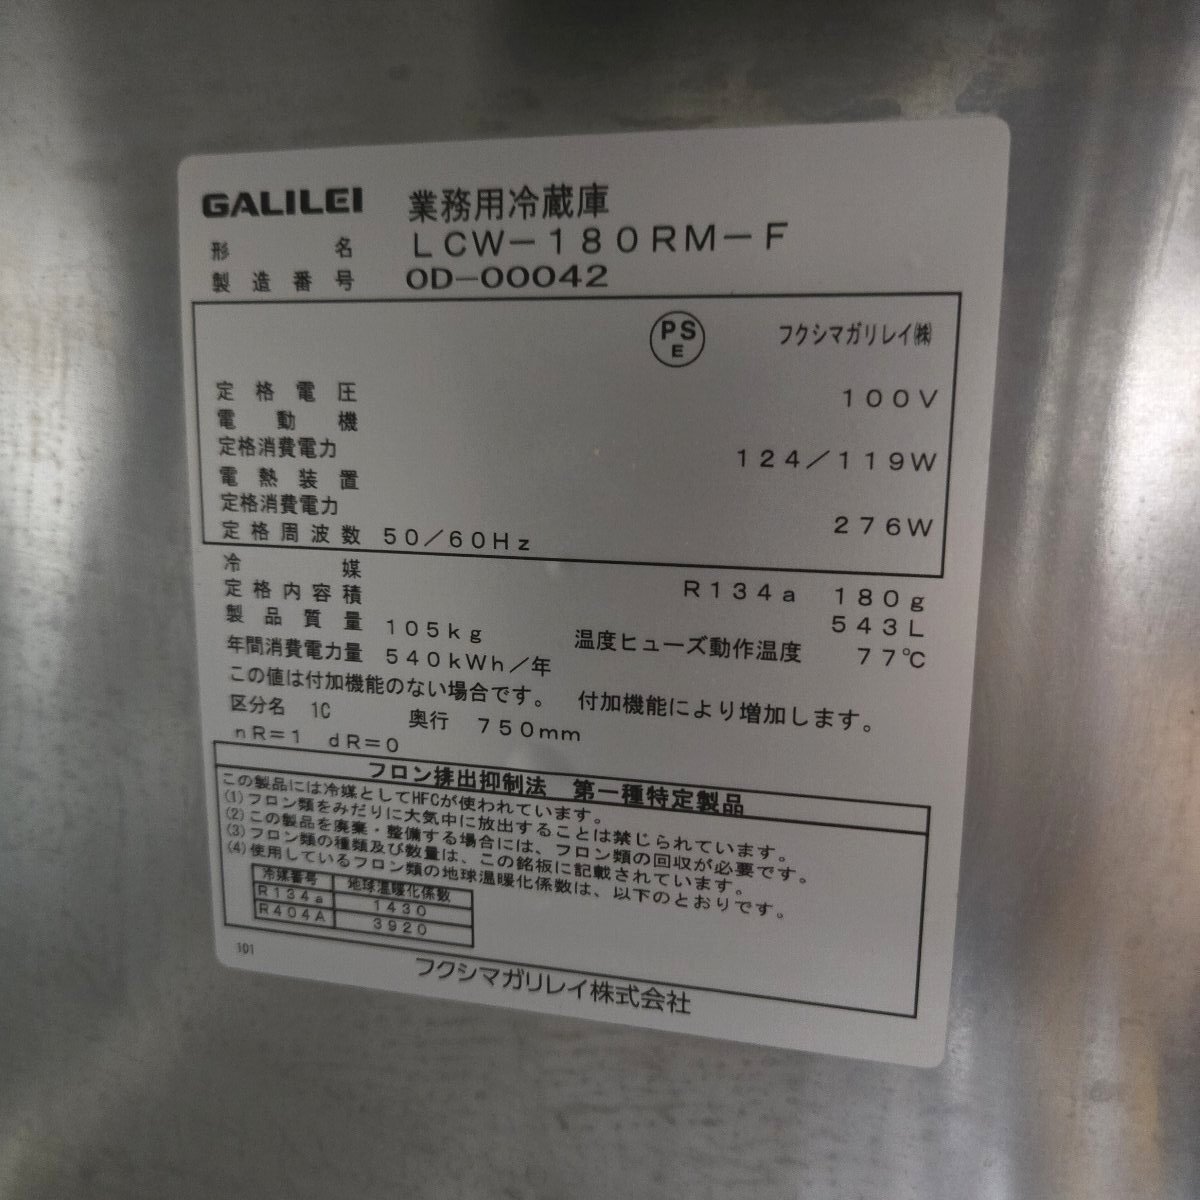 GALILEI 業務用冷蔵庫
形名 LCW-180RM-F
製造番号 0D-00042
PS E フクシマガリレイ㈱
定格電圧 100V
電動機
定格消費電力 124/119W
電熱装置
定格消費電力 276W
定格周波数 50/60Hz
冷媒 R134a 180g
定格内容積 543L
製品質量 105kg 温度ヒューズ動作温度 77℃
年間消費電力量 540kWh/年
この値は付加機能のない場合です。 付加機能により増加します。
区分名 1C 奥行 750mm
nR=1 dR=0
フロン排出抑制法 第一種特定製品
この製品には冷媒としてHFCが使われています。
(1)フロン類をみだりに大気中に放出することは禁じられています。
(2)この製品を廃棄・整備する場合には、フロン類の回収が必要です。
(3)フロン類の種類及び数量は、この銘板に記載されています。
(4)使用しているフロン類の地球温暖化係数は、以下のとおりです。
冷媒番号 地球温暖化係数
R134a 1430
R404A 3920
101
フクシマガリレイ株式会社